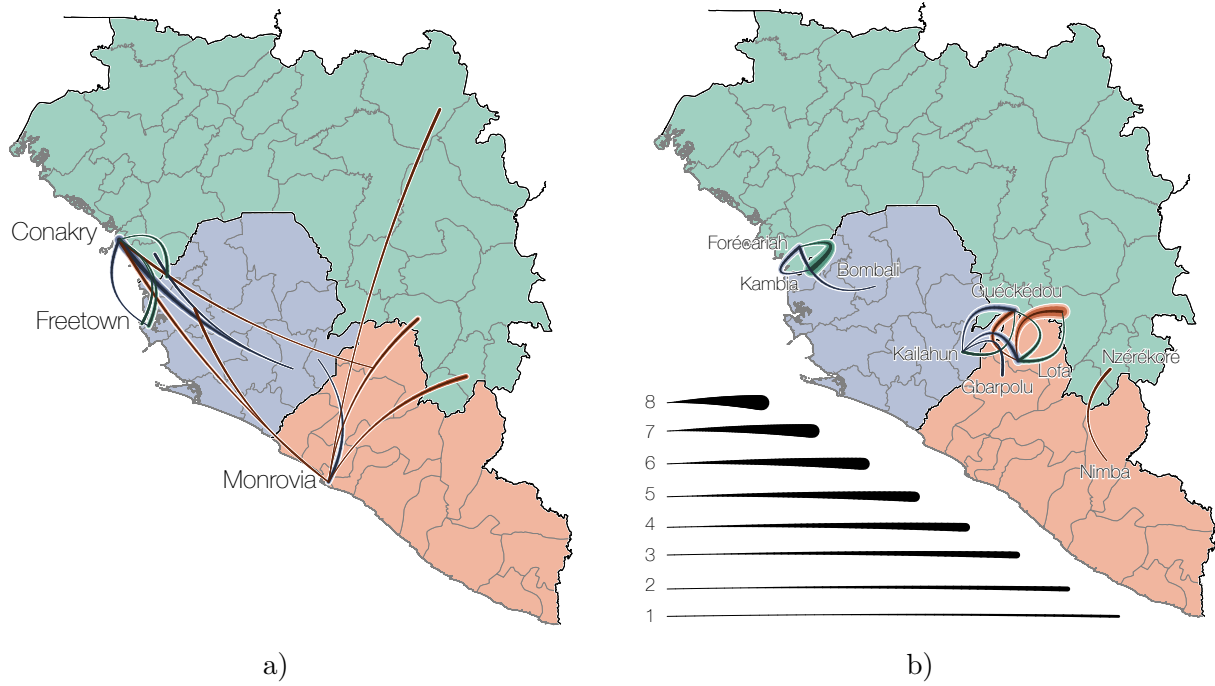 Conakry
Freetown
Monrovia
Forécariah
Kambia
Bombali
Guéckédou
Kailahun
Gbarpolu
Lofa
Nzérékoré
Nimba
8
7
6
5
4
3
2
1
a)
b)